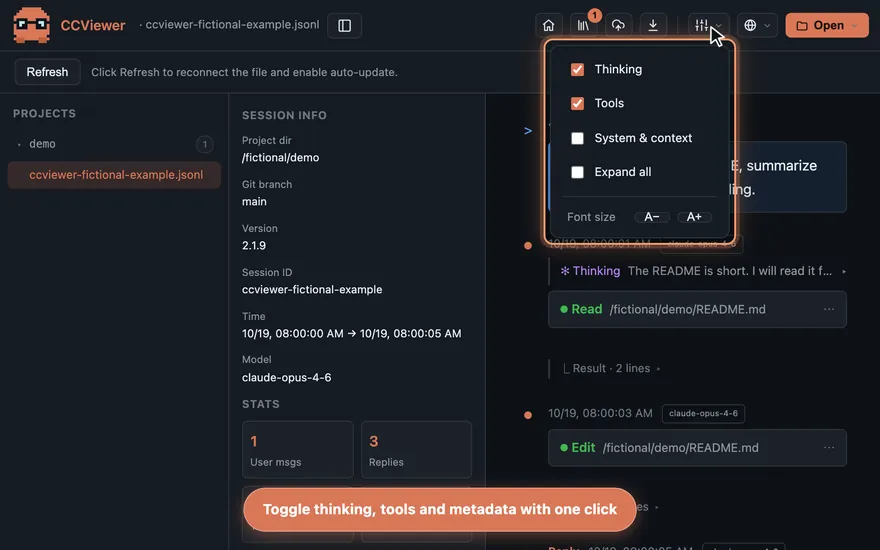 CCViewer
· ccviewer-fictional-example.jsonl
1
Open
Refresh
Click Refresh to reconnect the file and enable auto-update.
PROJECTS
demo
1
ccviewer-fictional-example.jsonl
SESSION INFO
Project dir
/fictional/demo
Git branch
main
Version
2.1.9
Session ID
ccviewer-fictional-example
Time
10/19, 08:00:00 AM → 10/19, 08:00:05 AM
Model
claude-opus-4-6
STATS
1
User msgs
3
Replies
Thinking
Tools
System & context
Expand all
Font size
A−
A+
>
E, summarize
ling.
10/19, 08:00:01 AM
claude-opus-4-6
✻ Thinking The README is short. I will read it f...
Read /fictional/demo/README.md
...
Result · 2 lines
10/19, 08:00:03 AM
claude-opus-4-6
Edit /fictional/demo/README.md
...
es
Toggle thinking, tools and metadata with one click